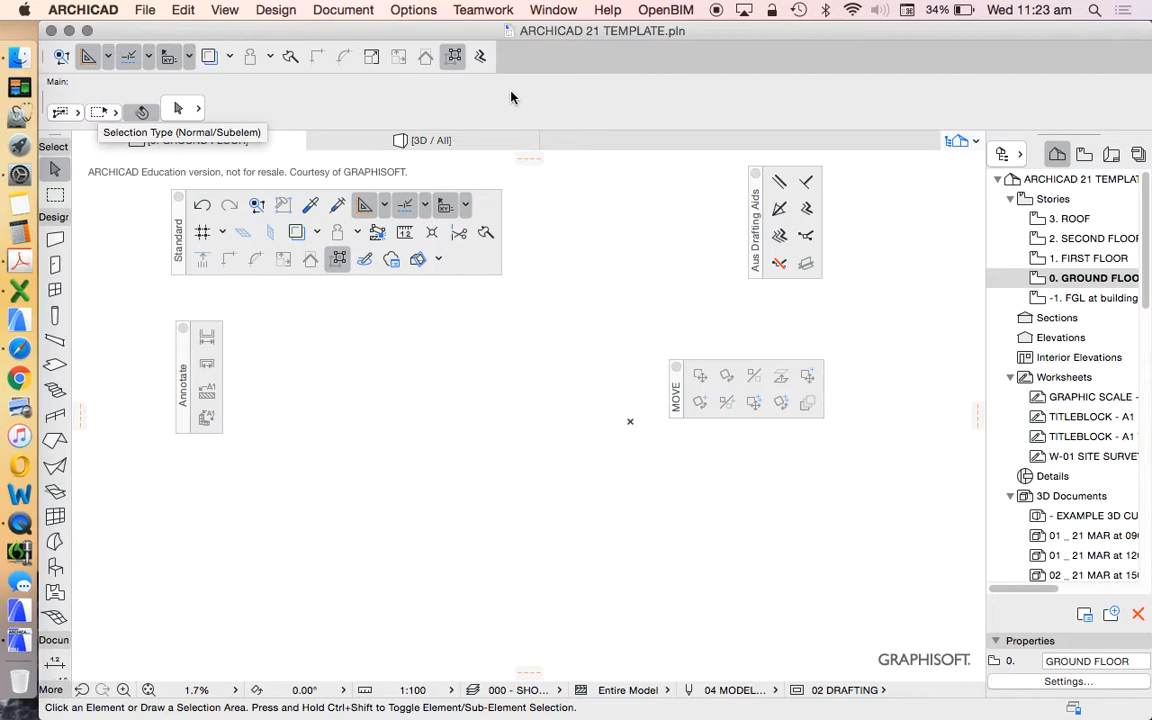 ARCHICAD File Edit View Design Document Options Teamwork Window Help OpenBIM 34% Wed 11:23 am
ARCHICAD 21 TEMPLATE.pln
Main:
Selection Type (Normal/Subelem)
[3D / All]
Select
ARCHICAD Education version, not for resale. Courtesy of GRAPHISOFT.
Standard
Aus Drafting Aids
Annotate
MOVE
Design
Docun
More
ARCHICAD 21 TEMPLAT
Stories
3. ROOF
2. SECOND FLOOR
1. FIRST FLOOR
0. GROUND FLOO
-1. FGL at building
Sections
Elevations
Interior Elevations
Worksheets
GRAPHIC SCALE -
TITLEBLOCK - A1
TITLEBLOCK - A1
W-01 SITE SURVE
Details
3D Documents
- EXAMPLE 3D CU
01 _ 21 MAR at 090
01 _ 21 MAR at 120
02 _ 21 MAR at 150
Properties
0. GROUND FLOOR
Settings...
GRAPHISOFT.
1.7% 0.00° 1:100 000 - SHO... Entire Model 04 MODEL... 02 DRAFTING
Click an Element or Draw a Selection Area. Press and Hold Ctrl+Shift to Toggle Element/Sub-Element Selection.